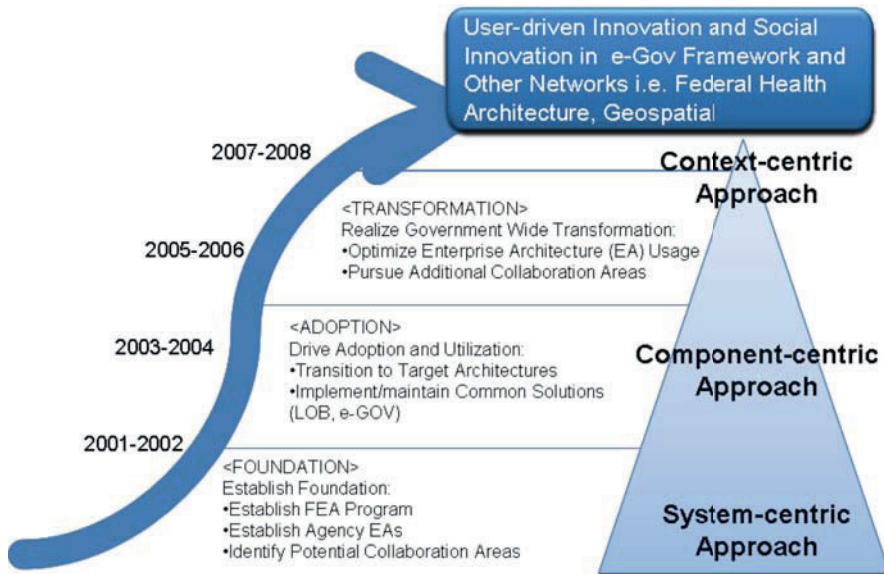 User-driven Innovation and Social
Innovation in e-Gov Framework and
Other Networks i.e. Federal Health
Architecture, Geospatial
2007-2008
Context-centric
Approach
<TRANSFORMATION>
Realize Government Wide Transformation:
•Optimize Enterprise Architecture (EA) Usage
•Pursue Additional Collaboration Areas
2005-2006
<ADOPTION>
Drive Adoption and Utilization:
•Transition to Target Architectures
•Implement/maintain Common Solutions
(LOB, e-GOV)
2003-2004
Component-centric
Approach
2001-2002
<FOUNDATION>
Establish Foundation:
•Establish FEA Program
•Establish Agency EAs
•Identify Potential Collaboration Areas
System-centric
Approach